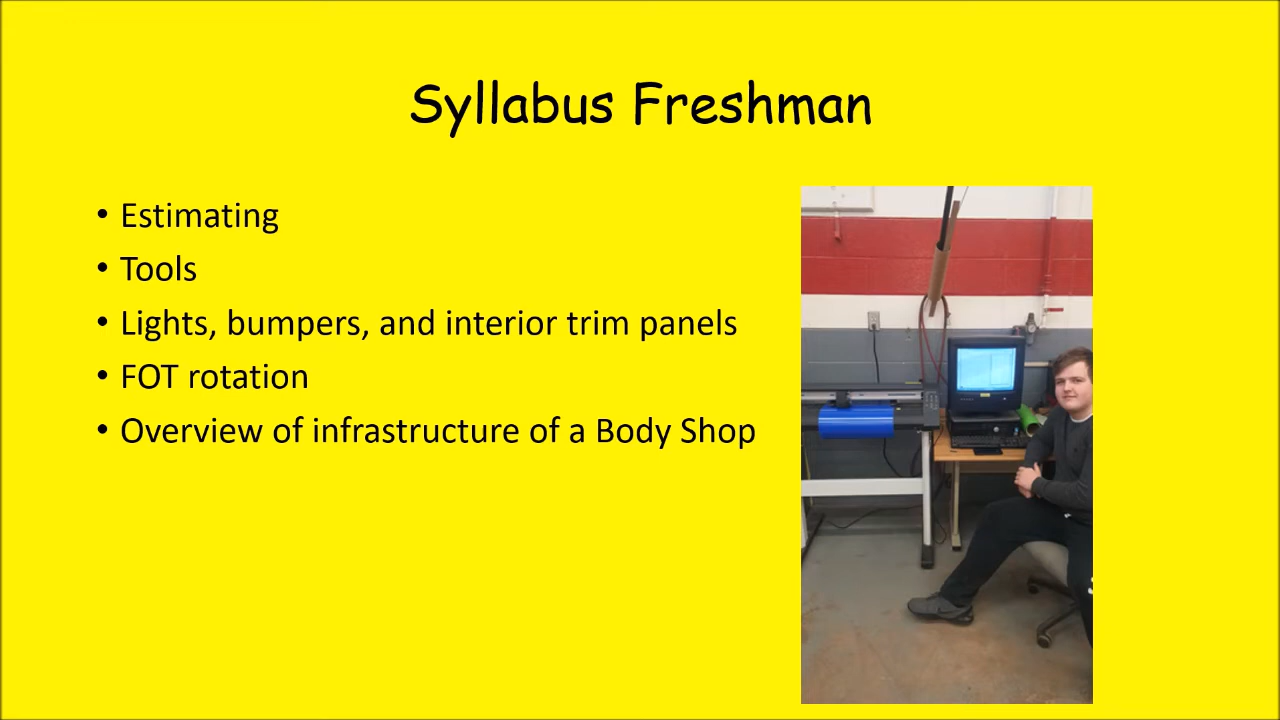 Syllabus Freshman
• Estimating
• Tools
• Lights, bumpers, and interior trim panels
• FOT rotation
• Overview of infrastructure of a Body Shop